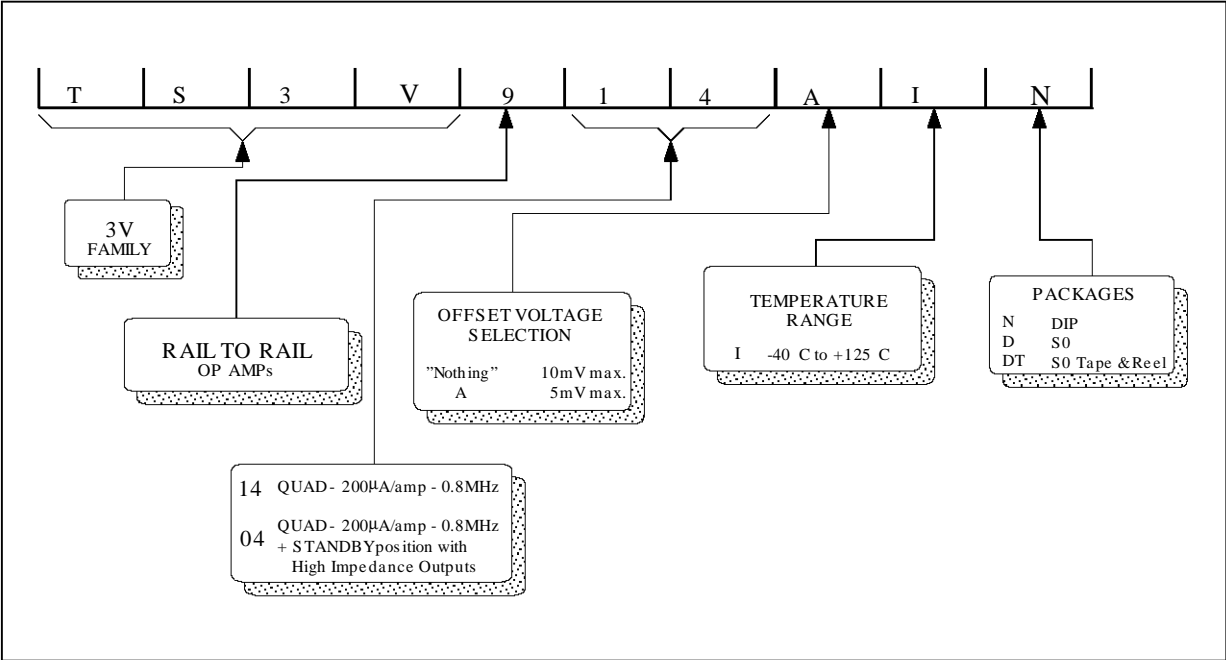 T S 3 V 9 1 4 A I N
3V
FAMILY
RAIL TO RAIL
OP AMPs
OFFSET VOLTAGE
SELECTION
"Nothing" 10mV max.
A 5mV max.
TEMPERATURE
RANGE
I -40 C to +125 C
PACKAGES
N DIP
D S0
DT S0 Tape &Reel
14 QUAD - 200µA/amp - 0.8MHz
04 QUAD - 200µA/amp - 0.8MHz
+ STANDBY position with
High Impedance Outputs